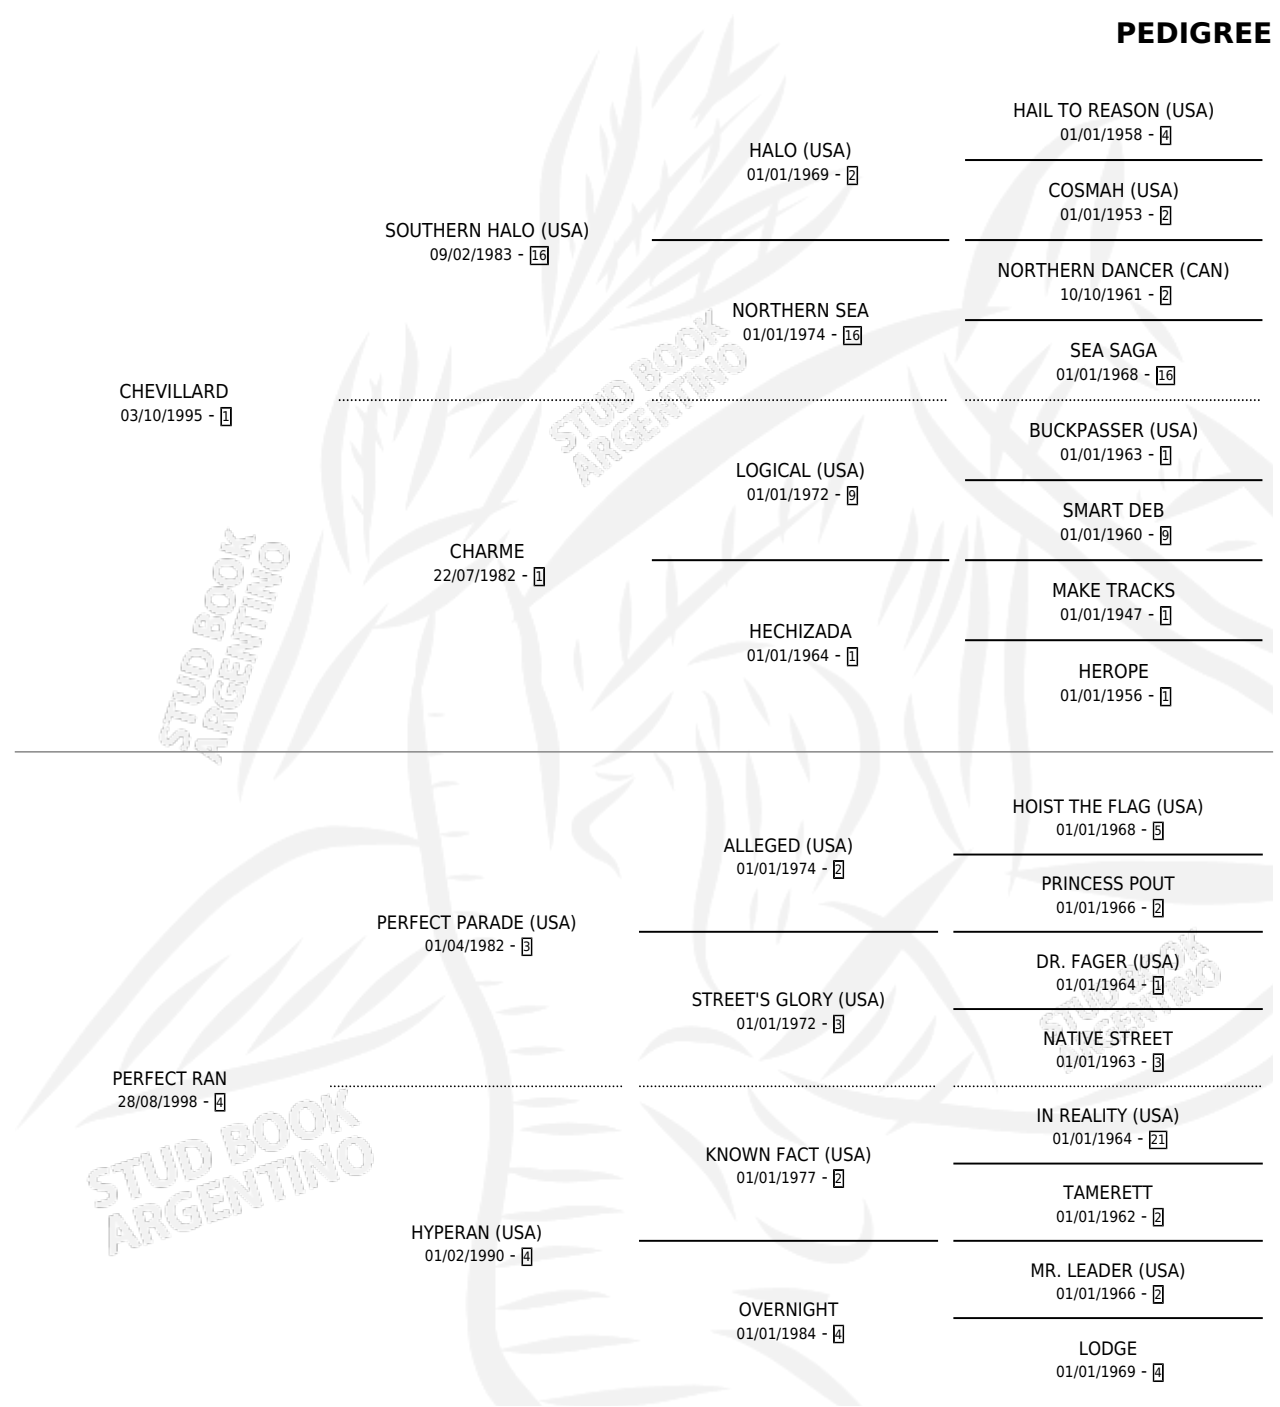 PEDIGREE
HAIL TO REASON (USA)
01/01/1958 - 4
HALO (USA)
01/01/1969 - 2
COSMAH (USA)
01/01/1953 - 2
SOUTHERN HALO (USA)
09/02/1983 - 16
NORTHERN DANCER (CAN)
10/10/1961 - 2
NORTHERN SEA
01/01/1974 - 16
SEA SAGA
01/01/1968 - 16
CHEVILLARD
03/10/1995 - 1
BUCKPASSER (USA)
01/01/1963 - 1
LOGICAL (USA)
01/01/1972 - 9
SMART DEB
01/01/1960 - 9
CHARME
22/07/1982 - 1
MAKE TRACKS
01/01/1947 - 1
HECHIZADA
01/01/1964 - 1
HEROPE
01/01/1956 - 1
HOIST THE FLAG (USA)
01/01/1968 - 5
ALLEGED (USA)
01/01/1974 - 2
PRINCESS POUT
01/01/1966 - 2
PERFECT PARADE (USA)
01/04/1982 - 3
DR. FAGER (USA)
01/01/1964 - 1
STREET'S GLORY (USA)
01/01/1972 - 3
NATIVE STREET
01/01/1963 - 3
PERFECT RAN
28/08/1998 - 4
IN REALITY (USA)
01/01/1964 - 21
KNOWN FACT (USA)
01/01/1977 - 2
TAMERETT
01/01/1962 - 2
HYPERAN (USA)
01/02/1990 - 4
MR. LEADER (USA)
01/01/1966 - 2
OVERNIGHT
01/01/1984 - 4
LODGE
01/01/1969 - 4
STUD BOOK
ARGENTINO
STUD BOOK
ARGENTINO
STUD BOOK
ARGENTINO
STUD BOOK
ARGENTINO